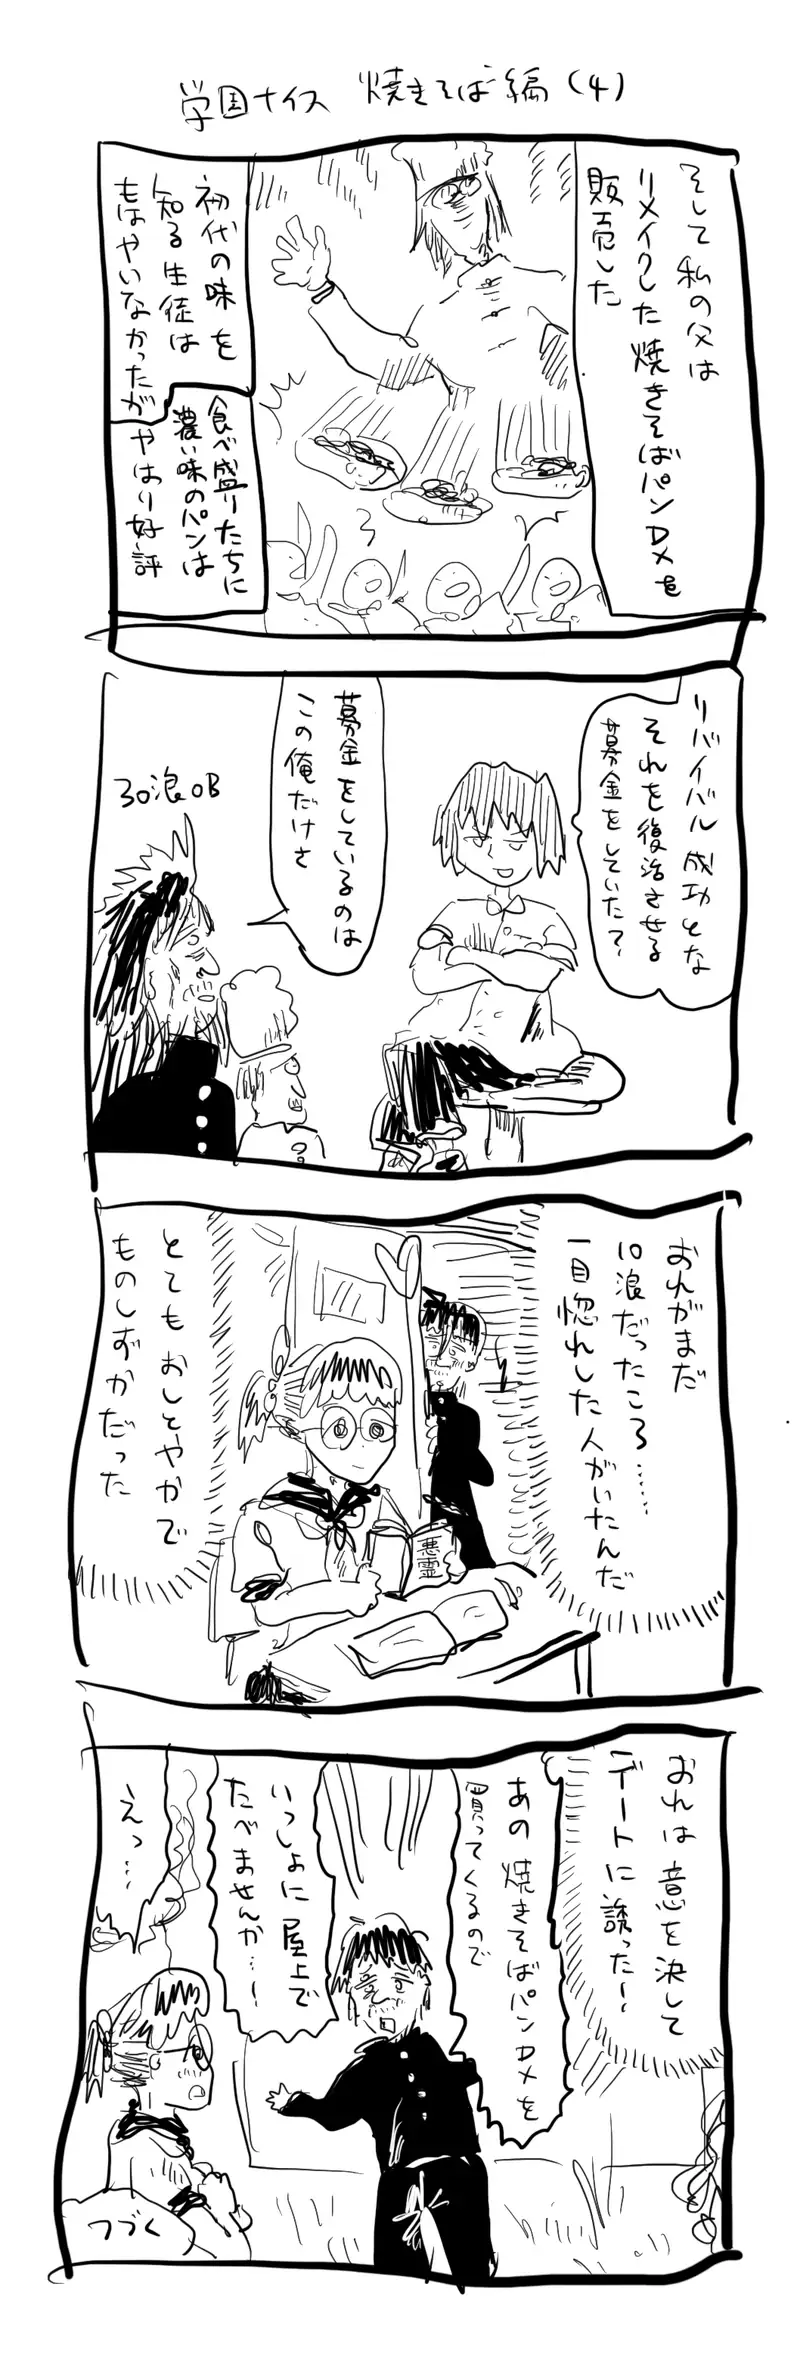 学園ナイス 焼きそば編(4)
そして私の父は
リメイクした焼きそばパンDXを
販売した
初代の味を
知る生徒は
もはやいなかったが
食べ盛りたちに
濃い味のパンは
やはり好評
リバイバル成功とな
それを復活させる
募金をしていた?
募金をしているのは
この俺だけさ
30浪OB
おれがまだ
10浪だったころ……
一目惚れした人がいたんだ
とてもおしとやかで
ものしずかだった
悪霊
おれは意を決して
デートに誘った!
あの焼きそばパンDXを
買ってくるので
いっしょに屋上で
たべませんか…!
えっ…
つづく